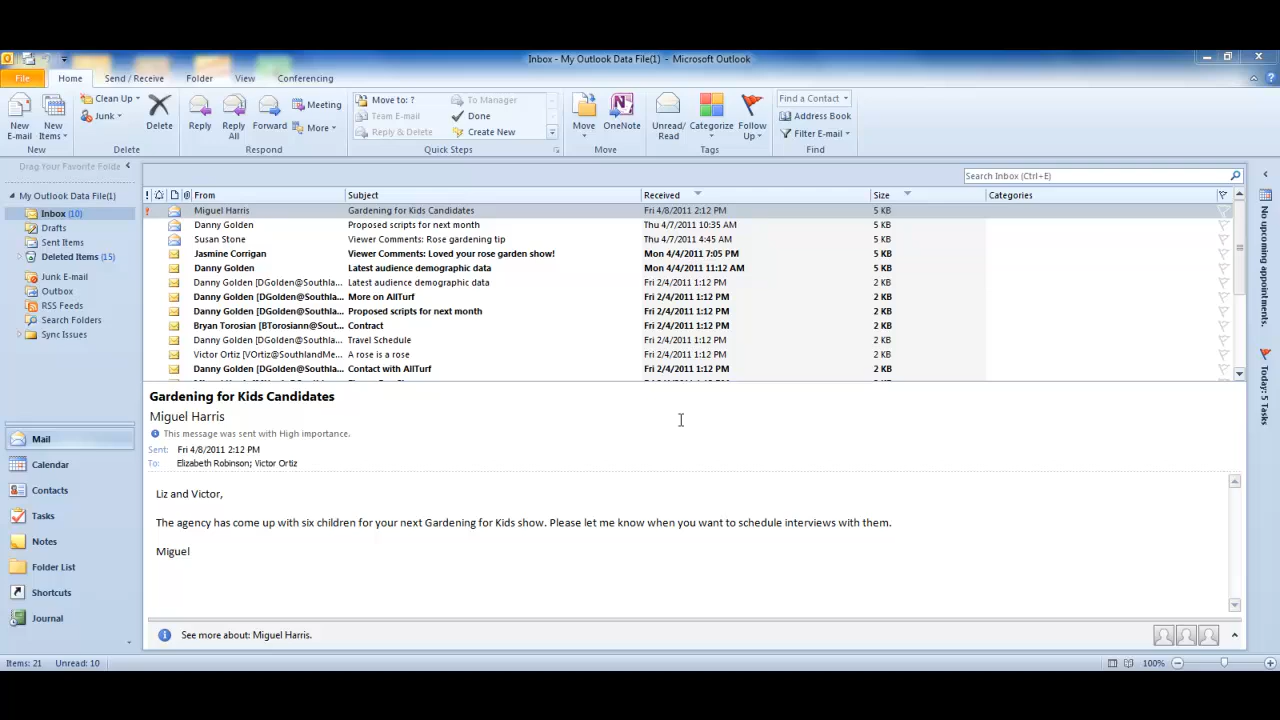 Inbox - My Outlook Data File(1) - Microsoft Outlook
File Home Send / Receive Folder View Conferencing
New E-mail New Items Clean Up Junk Delete Reply Reply All Forward Meeting More Move to: ? To Manager Team E-mail Done Reply & Delete Create New Move OneNote Unread/ Read Categorize Follow Up Find a Contact Address Book Filter E-mail
New Delete Respond Quick Steps Move Tags Find
Drag Your Favorite Folde
My Outlook Data File(1)
Inbox (10)
Drafts
Sent Items
Deleted Items (15)
Junk E-mail
Outbox
RSS Feeds
Search Folders
Sync Issues
Mail
Calendar
Contacts
Tasks
Notes
Folder List
Shortcuts
Journal
Search Inbox (Ctrl+E)
From Subject Received Size Categories
Miguel Harris Gardening for Kids Candidates Fri 4/8/2011 2:12 PM 5 KB
Danny Golden Proposed scripts for next month Thu 4/7/2011 10:35 AM 5 KB
Susan Stone Viewer Comments: Rose gardening tip Thu 4/7/2011 4:45 AM 5 KB
Jasmine Corrigan Viewer Comments: Loved your rose garden show! Mon 4/4/2011 7:05 PM 5 KB
Danny Golden Latest audience demographic data Mon 4/4/2011 11:12 AM 5 KB
Danny Golden [DGolden@Southla... Latest audience demographic data Fri 2/4/2011 1:12 PM 2 KB
Danny Golden [DGolden@Southla... More on AllTurf Fri 2/4/2011 1:12 PM 2 KB
Danny Golden [DGolden@Southla... Proposed scripts for next month Fri 2/4/2011 1:12 PM 2 KB
Bryan Torosian [BTorosiann@Sout... Contract Fri 2/4/2011 1:12 PM 2 KB
Danny Golden [DGolden@Southla... Travel Schedule Fri 2/4/2011 1:12 PM 2 KB
Victor Ortiz [VOrtiz@SouthlandMe... A rose is a rose Fri 2/4/2011 1:12 PM 2 KB
Danny Golden [DGolden@Southla... Contact with AllTurf Fri 2/4/2011 1:12 PM 2 KB
Gardening for Kids Candidates
Miguel Harris
This message was sent with High importance.
Sent: Fri 4/8/2011 2:12 PM
To: Elizabeth Robinson; Victor Ortiz
Liz and Victor,
The agency has come up with six children for your next Gardening for Kids show. Please let me know when you want to schedule interviews with them.
Miguel
See more about: Miguel Harris.
No upcoming appointments.
Today: 5 Tasks
Items: 21 Unread: 10 100%